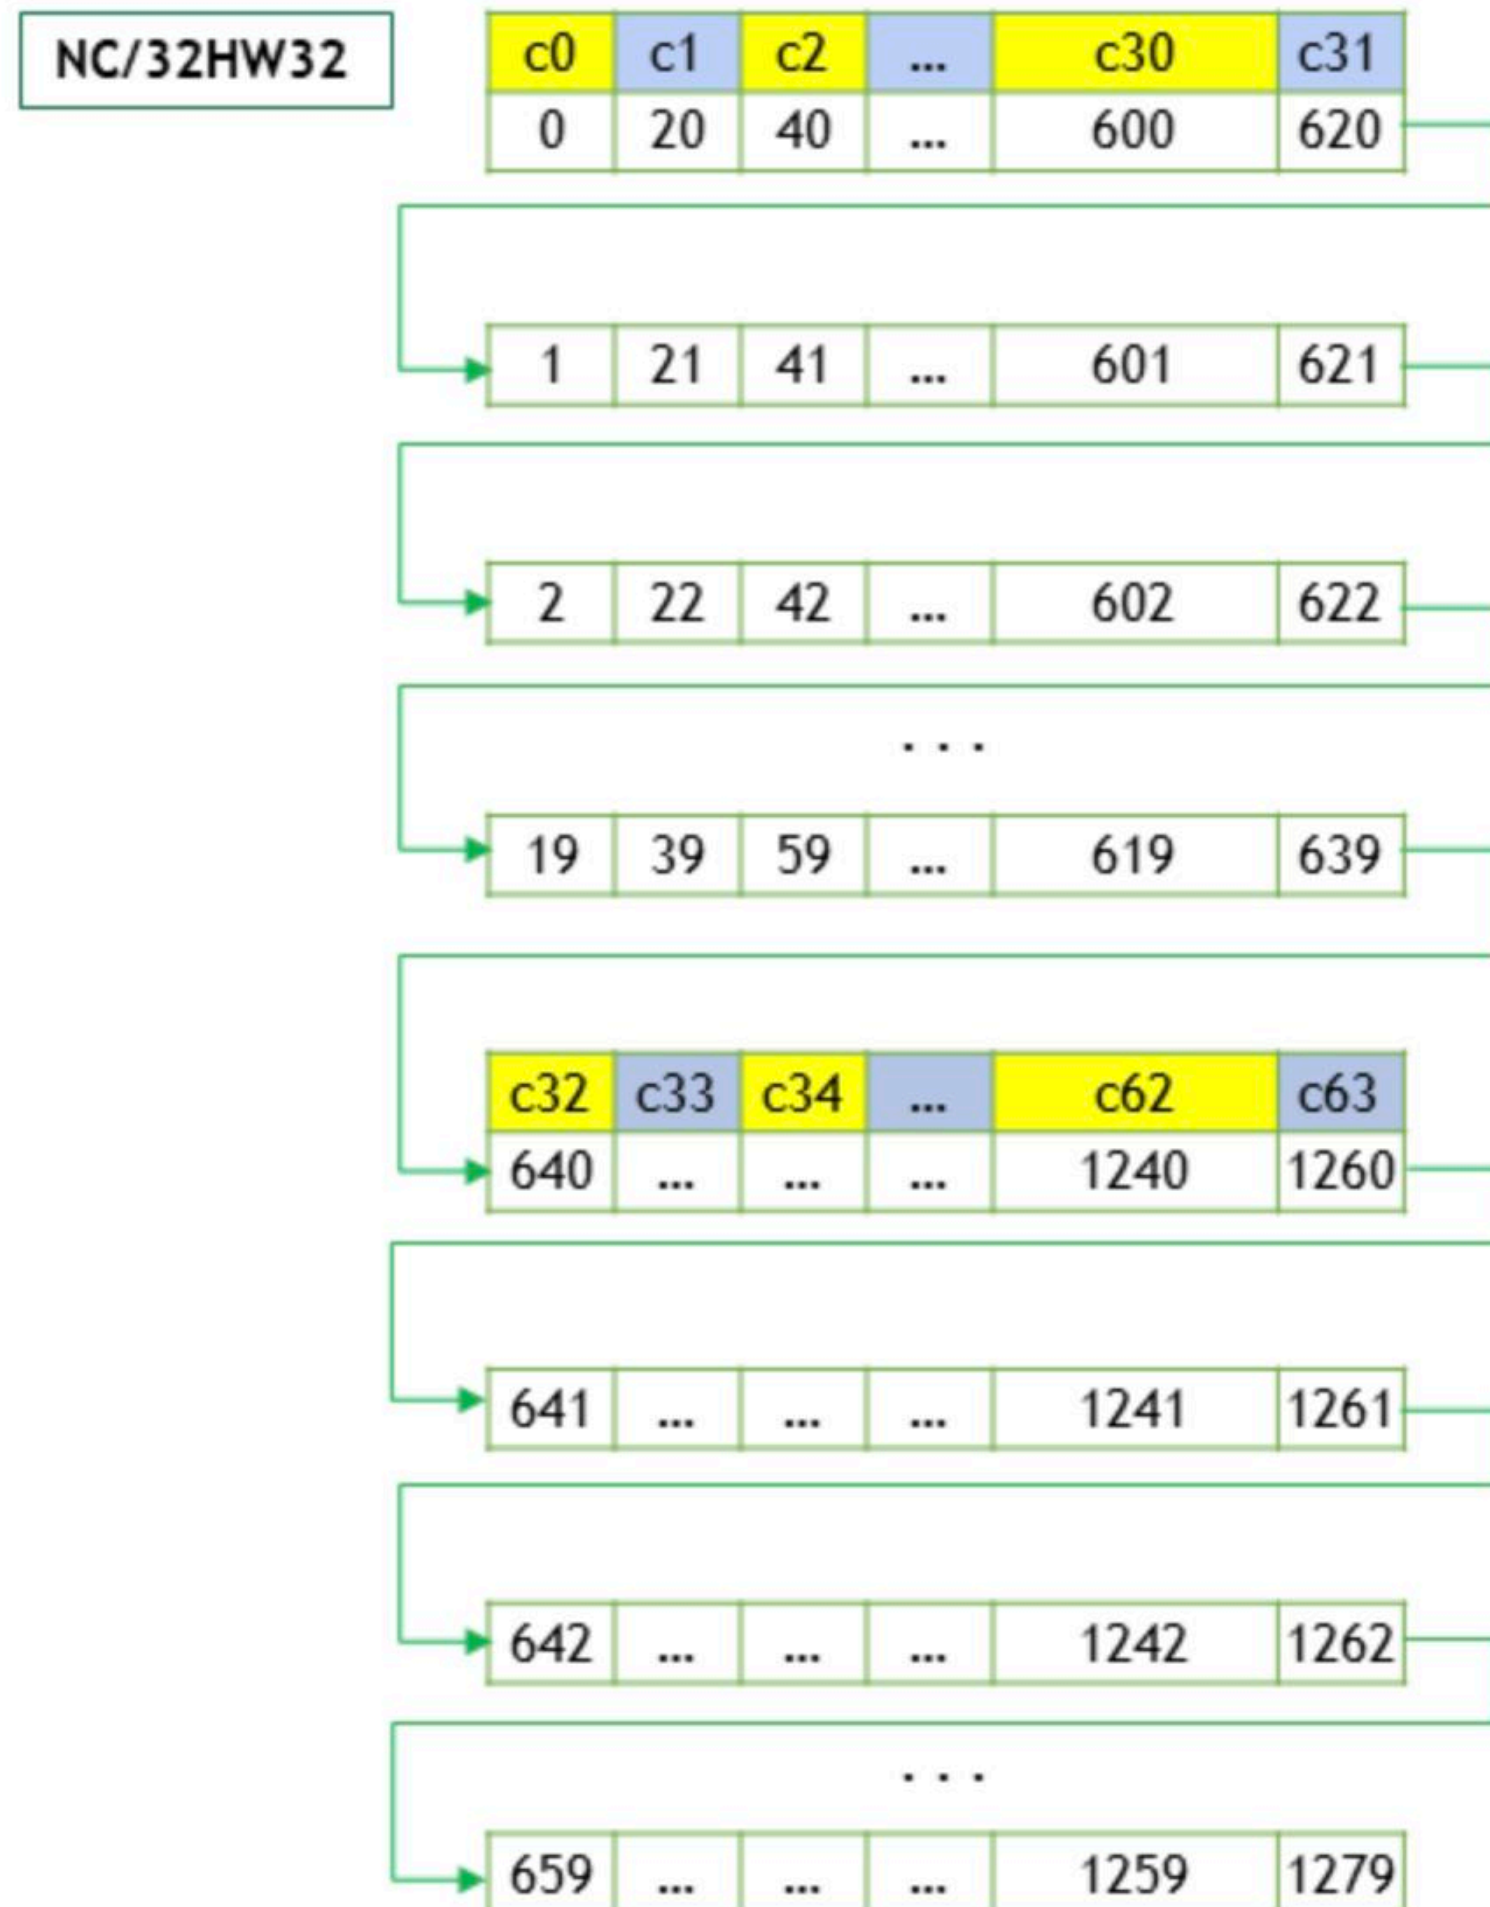 NC/32HW32
c0 c1 c2 ... c30 c31
0 20 40 ... 600 620
1 21 41 ... 601 621
2 22 42 ... 602 622
. . .
19 39 59 ... 619 639
c32 c33 c34 ... c62 c63
640 ... ... ... 1240 1260
641 ... ... ... 1241 1261
642 ... ... ... 1242 1262
. . .
659 ... ... ... 1259 1279